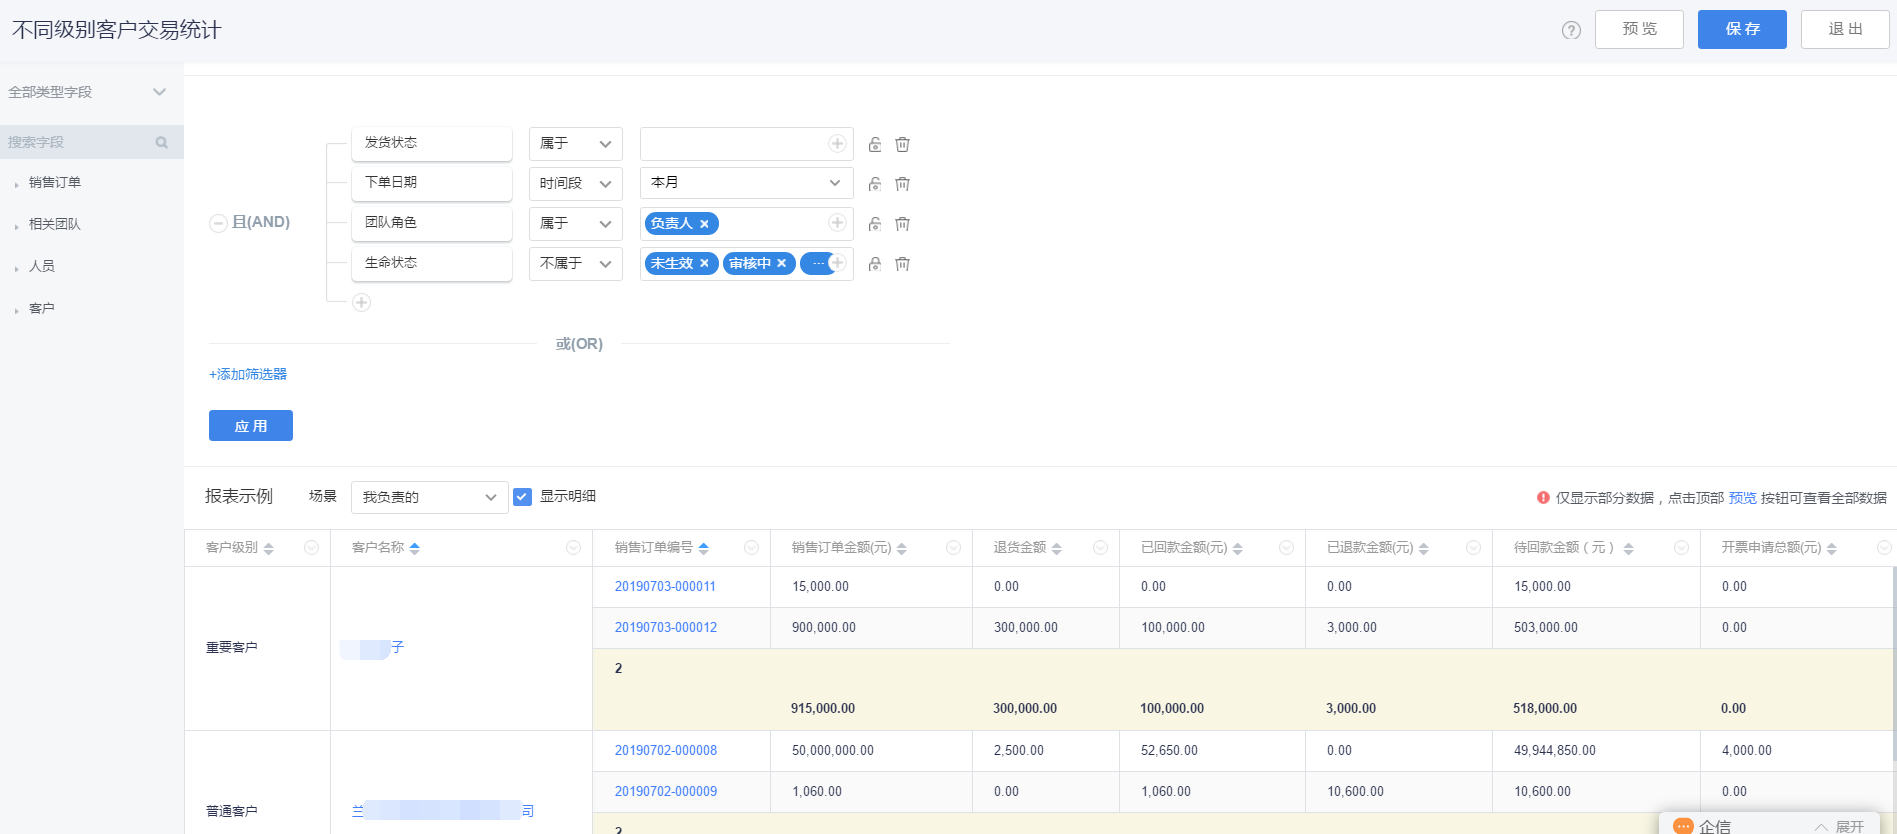 不同级别客户交易统计
预 览
保 存
退 出
全部类型字段
搜索字段
销售订单
相关团队
人员
客户
且(AND)
发货状态 属于
下单日期 时间段 本月
团队角色 属于 负责人 ×
生命状态 不属于 未生效 × 审核中 × ...
或(OR)
+添加筛选器
应 用
报表示例 场景 我负责的 显示明细 仅显示部分数据，点击顶部 预览 按钮可查看全部数据
客户级别 客户名称 销售订单编号 销售订单金额(元) 退货金额 已回款金额(元) 已退款金额(元) 待回款金额（元） 开票申请总额(元)
20190703-000011 15,000.00 0.00 0.00 0.00 15,000.00 0.00
20190703-000012 900,000.00 300,000.00 100,000.00 3,000.00 503,000.00 0.00
重要客户 子
2
915,000.00 300,000.00 100,000.00 3,000.00 518,000.00 0.00
20190702-000008 50,000,000.00 2,500.00 52,650.00 0.00 49,944,850.00 4,000.00
20190702-000009 1,060.00 0.00 1,060.00 10,600.00 10,600.00 0.00
普通客户 兰 司
2
企信 展开